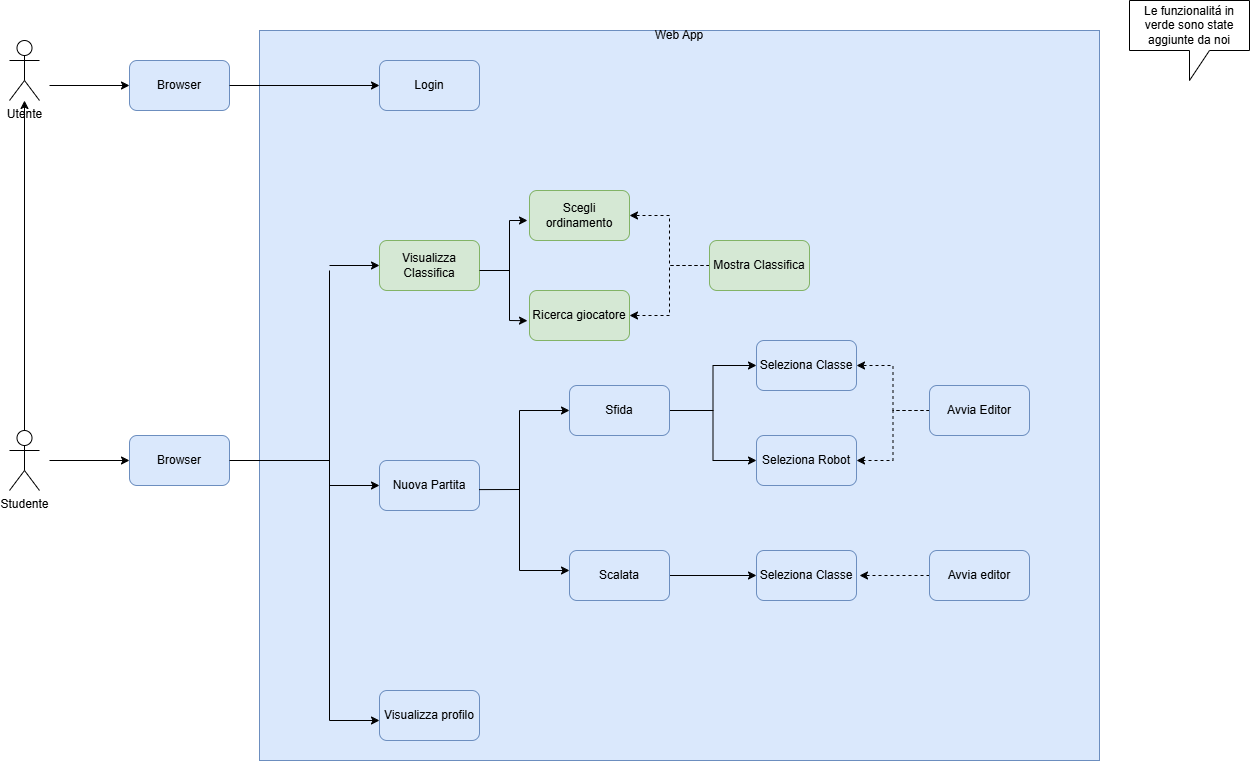 Le funzionalitá in
verde sono state
aggiunte da noi
Web App
Utente
Browser
Login
Scegli
ordinamento
Visualizza
Classifica
Mostra Classifica
Ricerca giocatore
Seleziona Classe
Sfida
Avvia Editor
Studente
Browser
Seleziona Robot
Nuova Partita
Scalata
Seleziona Classe
Avvia editor
Visualizza profilo